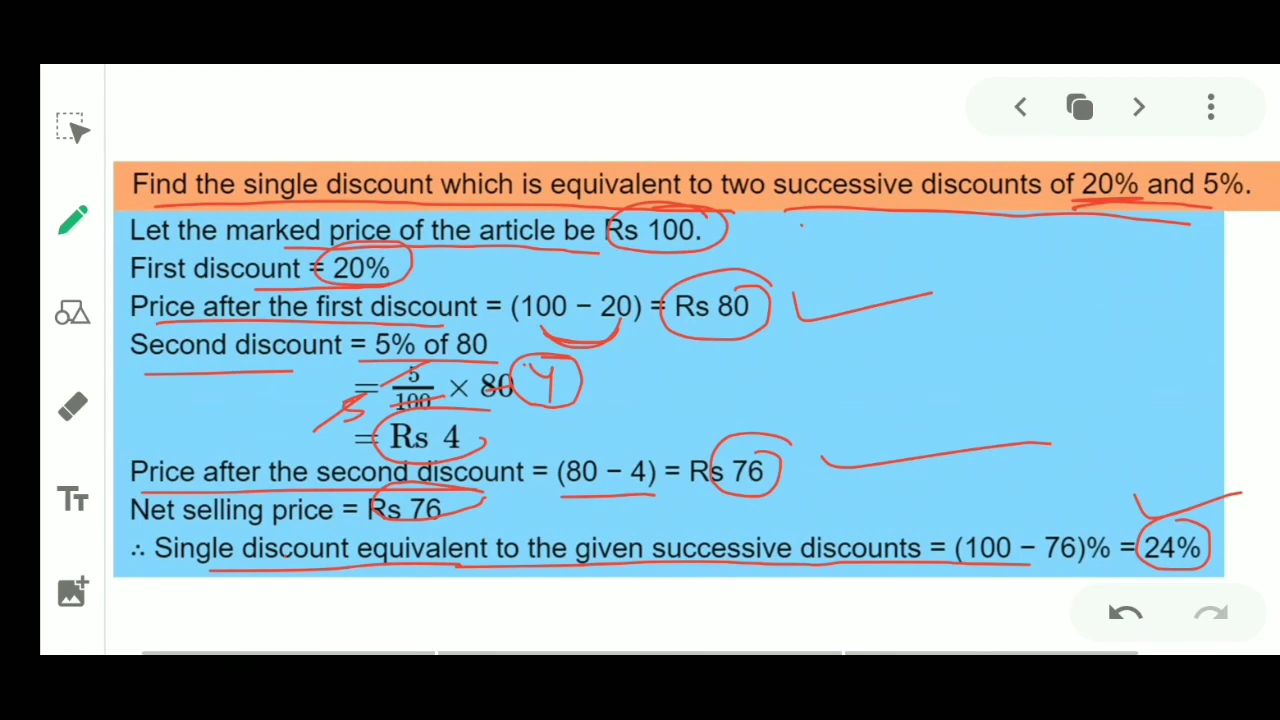 Find the single discount which is equivalent to two successive discounts of 20% and 5%.
Let the marked price of the article be Rs 100.
First discount = 20%
Price after the first discount = (100 − 20) = Rs 80
Second discount = 5% of 80
= 5/100 × 80 4
5
= Rs 4
Price after the second discount = (80 − 4) = Rs 76
Net selling price = Rs 76
∴ Single discount equivalent to the given successive discounts = (100 − 76)% = 24%
TT